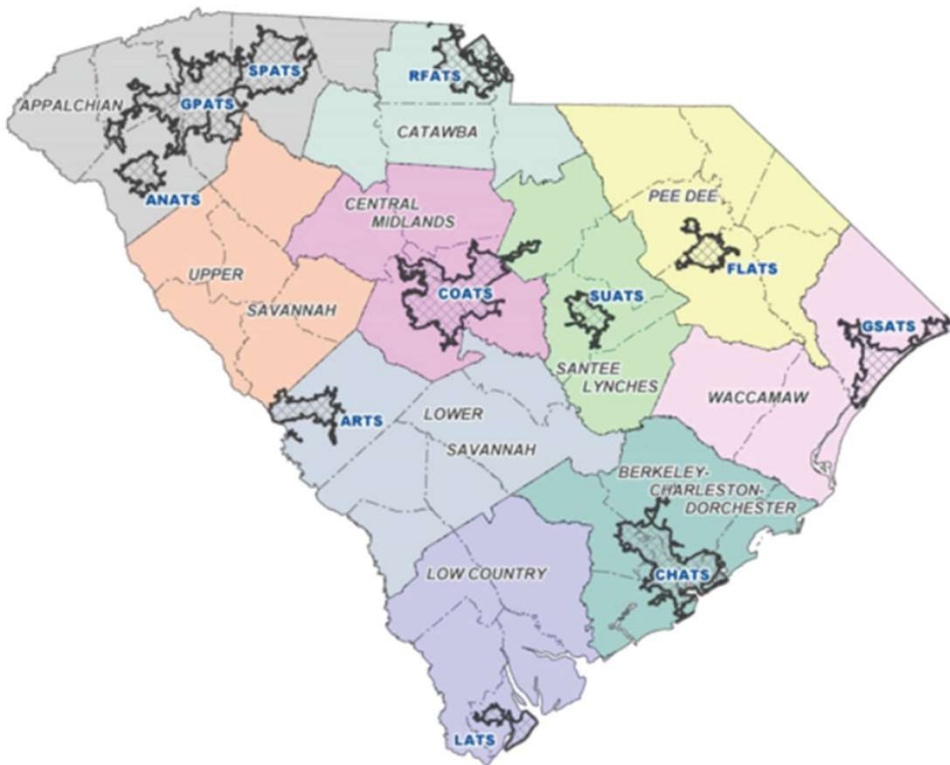 RFATS
SPATS
APPALCHIAN
GPATS
CATAWBA
ANATS
CENTRAL
MIDLANDS
PEE DEE
UPPER
SAVANNAH
COATS
SUATS
FLATS
GSATS
SANTEE
LYNCHES
WACCAMAW
ARTS
LOWER
SAVANNAH
BERKELEY-
CHARLESTON-
DORCHESTER
LOW COUNTRY
CHATS
LATS